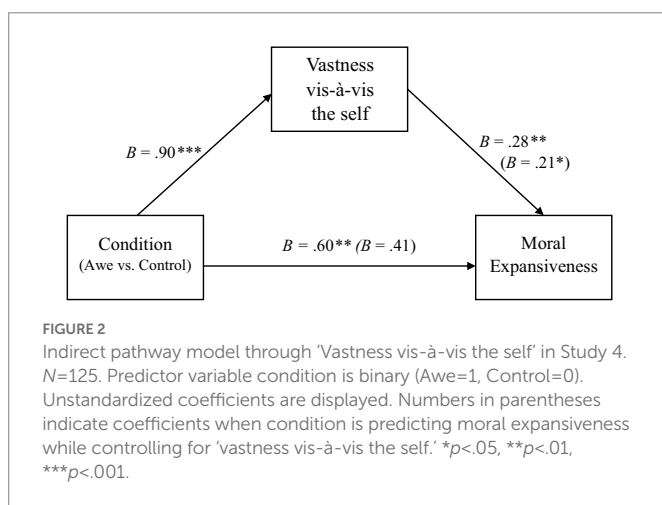 Vastness
vis-à-vis
the self
B = .90***
B = .28**
(B = .21*)
Condition
(Awe vs. Control)
B = .60** (B = .41)
Moral
Expansiveness
FIGURE 2
Indirect pathway model through ‘Vastness vis-à-vis the self’ in Study 4.
N=125. Predictor variable condition is binary (Awe=1, Control=0).
Unstandardized coefficients are displayed. Numbers in parentheses
indicate coefficients when condition is predicting moral expansiveness
while controlling for ‘vastness vis-à-vis the self.’ *p<.05, **p<.01,
***p<.001.